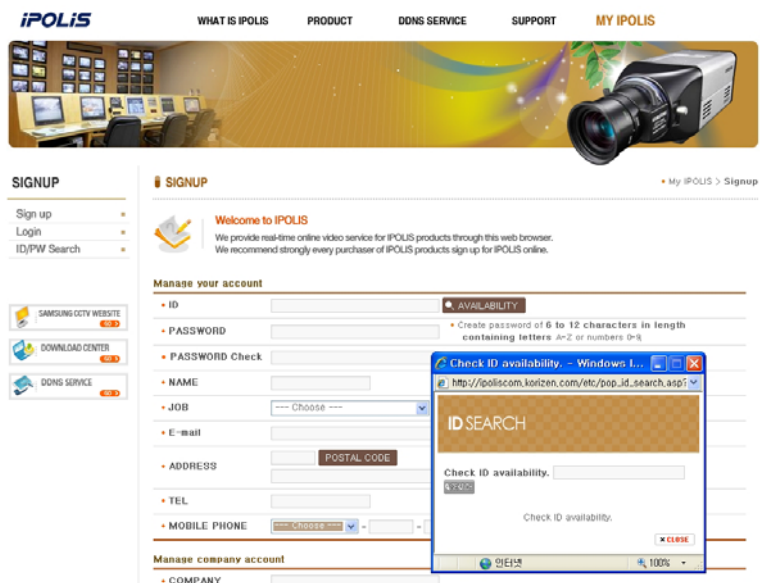 iPOLiS
WHAT IS IPOLIS PRODUCT DDNS SERVICE SUPPORT MY IPOLIS
SIGNUP
Sign up
Login
ID/PW Search
SAMSUNG CCTV WEBSITE
GO
DOWNLOAD CENTER
GO
DDNS SERVICE
GO
SIGNUP
My IPOLIS > Signup
Welcome to IPOLIS
We provide real-time online video service for IPOLIS products through this web browser.
We recommend strongly every purchaser of IPOLIS products sign up for IPOLIS online.
Manage your account
ID
AVAILABILITY
PASSWORD
Create password of 6 to 12 characters in length
containing letters A~Z or numbers 0~9
PASSWORD Check
NAME
JOB
--- Choose ---
E-mail
ADDRESS
POSTAL CODE
TEL
MOBILE PHONE
--- Choose ---
- -
Manage company account
COMPANY
Check ID availability. - Windows I...
http://ipoliscom.korizen.com/etc/pop_id_search.asp?
ID SEARCH
Check ID availability.
Check ID availability.
× CLOSE
인터넷
100%